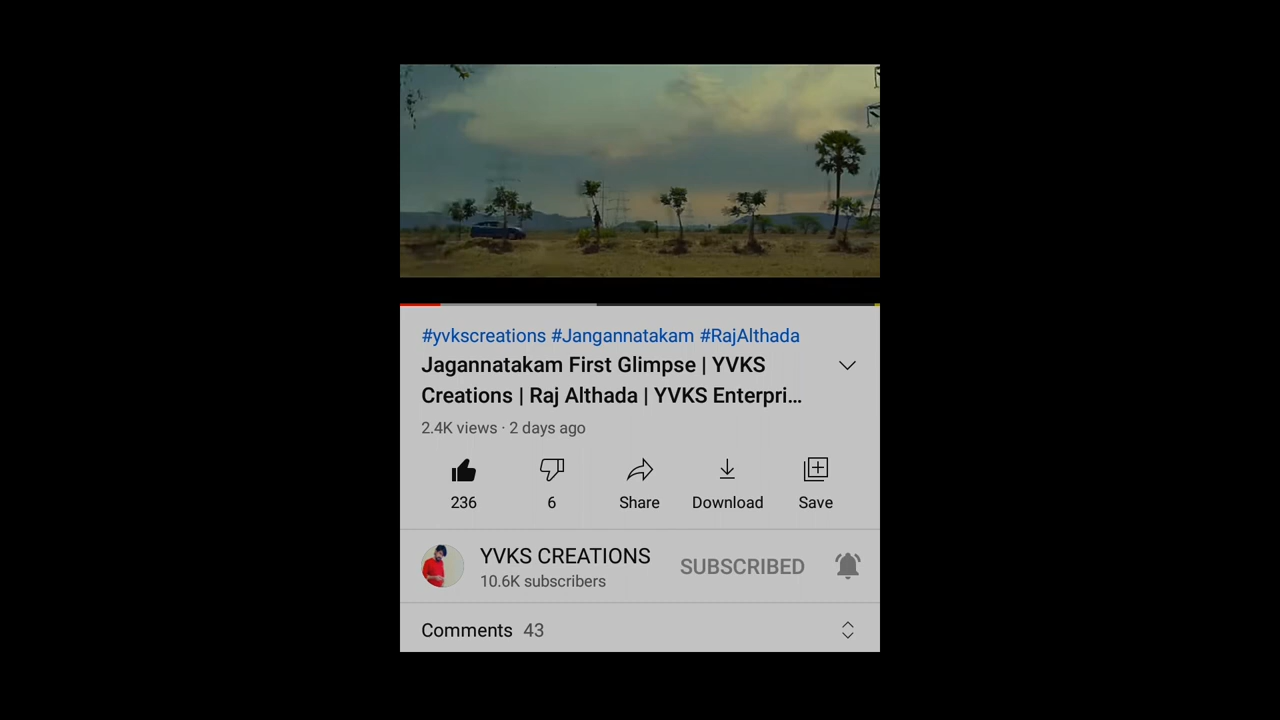 #yvkscreations #Jangannatakam #RajAlthada
Jagannatakam First Glimpse | YVKS
Creations | Raj Althada | YVKS Enterpri...
2.4K views · 2 days ago
236
6
Share
Download
Save
YVKS CREATIONS
SUBSCRIBED
10.6K subscribers
Comments 43